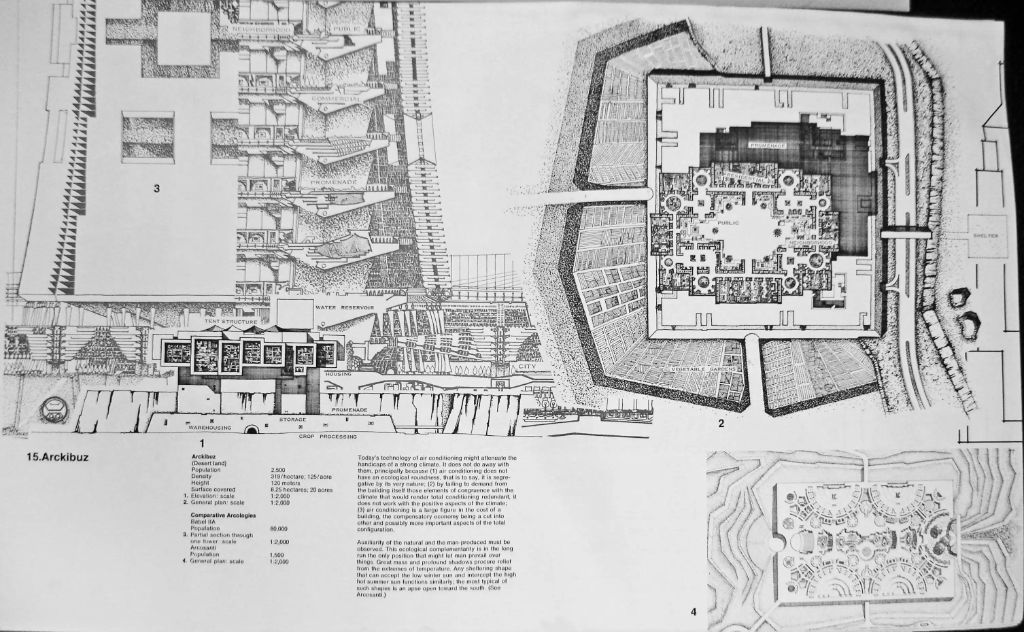 NEIGHBORHOOD
PUBLIC
3
PROMENADE
PROMENADE
PUBLIC
NEIGHBORHOOD
SHELTER
WATER RESERVOIR
TENT STRUCTURE
HOUSING
CITY
VEGETABLE GARDENS
PROMENADE
STORAGE
WAREHOUSING
CROP PROCESSING
1
2
15.Arckibuz
Arckibuz
(Desert land)
Population 2,500
Density
Height 120 meters
Surface covered 8.25 hectares; 20 acres
1. Elevation: scale 1:2,000
2. General plan: scale 1:2,000
Comparative Arcologies
Babel IIA
Population
3. Partial section through
one tower: scale 1:2,000
Arcosanti
Population 1,500
4. General plan: scale 1:2,000
Today's technology of air conditioning might attenuate the
handicaps of a strong climate. It does not do away with
them, principally because (1) air conditioning does not
have an ecological roundness, that is to say, it is segre-
gative by its very nature; (2) by failing to demand from
the building itself those elements of congruence with the
climate that would render total conditioning redundant, it
does not work with the positive aspects of the climate;
(3) air conditioning is a large figure in the cost of a
building, the compensatory economy being a cut into
other and possibly more important aspects of the total
configuration.
Auxiliarity of the natural and the man-produced must be
observed. This ecological complementarity is in the long
run the only position that might let man prevail over
things. Great mass and profound shadows procure relief
from the extremes of temperature. Any sheltering shape
that can accept the low winter sun and intercept the high
hot summer sun functions similarly; the most typical of
such shapes is an apse open toward the south. (See
Arcosanti.)
4